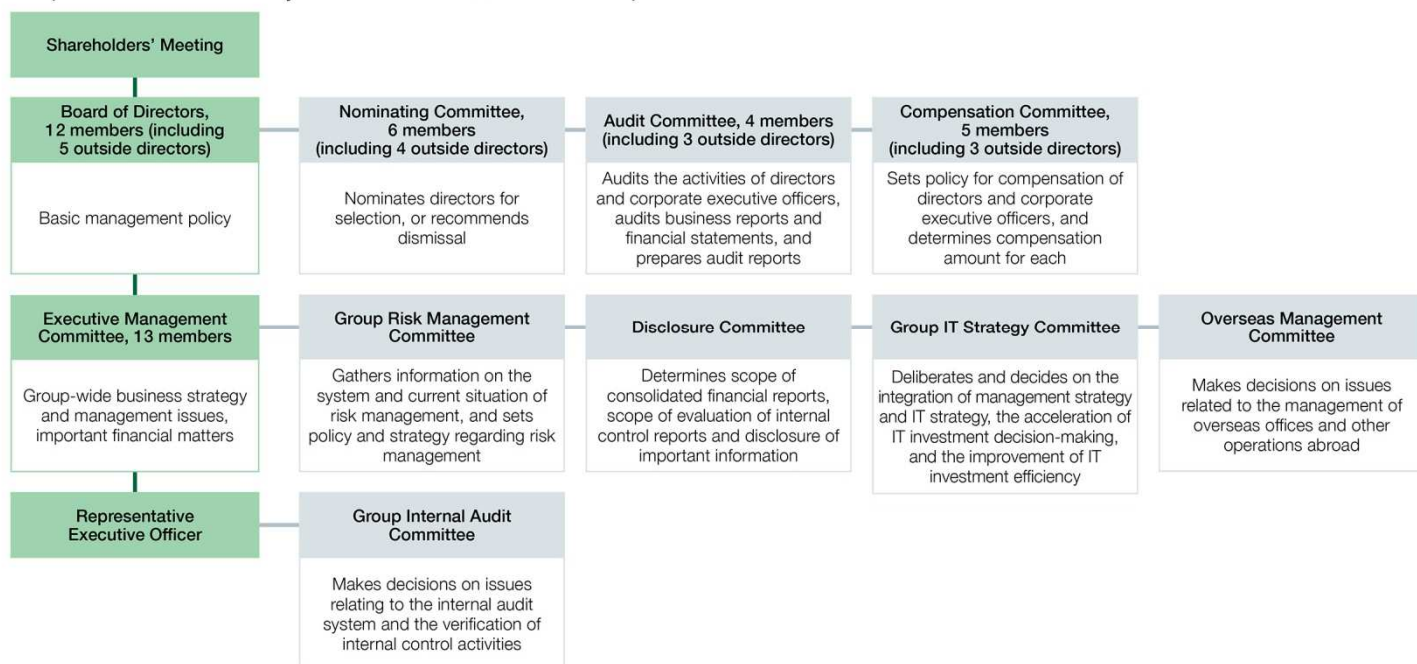 Shareholders’ Meeting
Board of Directors,
12 members (including
5 outside directors)
Basic management policy
Nominating Committee,
6 members
(including 4 outside directors)
Nominates directors for
selection, or recommends
dismissal
Audit Committee, 4 members
(including 3 outside directors)
Audits the activities of directors
and corporate executive officers,
audits business reports and
financial statements, and
prepares audit reports
Compensation Committee,
5 members
(including 3 outside directors)
Sets policy for compensation of
directors and corporate
executive officers, and
determines compensation
amount for each
Executive Management
Committee, 13 members
Group-wide business strategy
and management issues,
important financial matters
Group Risk Management
Committee
Gathers information on the
system and current situation of
risk management, and sets
policy and strategy regarding risk
management
Disclosure Committee
Determines scope of
consolidated financial reports,
scope of evaluation of internal
control reports and disclosure of
important information
Group IT Strategy Committee
Deliberates and decides on the
integration of management strategy
and IT strategy, the acceleration of
IT investment decision-making,
and the improvement of IT
investment efficiency
Overseas Management
Committee
Makes decisions on issues
related to the management of
overseas offices and other
operations abroad
Representative
Executive Officer
Group Internal Audit
Committee
Makes decisions on issues
relating to the internal audit
system and the verification of
internal control activities